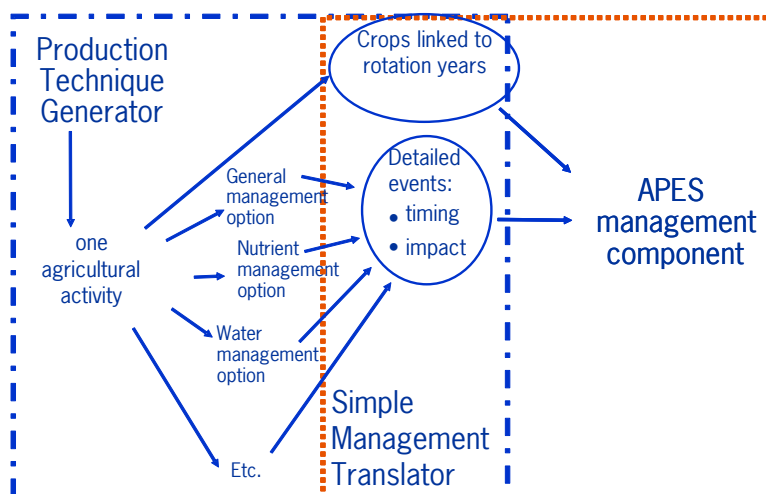 Production
Technique
Generator
Crops linked to
rotation years
one
agricultural
activity
General
management
option
Nutrient
management
option
Water
management
option
Etc.
Detailed
events:
• timing
• impact
APES
management
component
Simple
Management
Translator